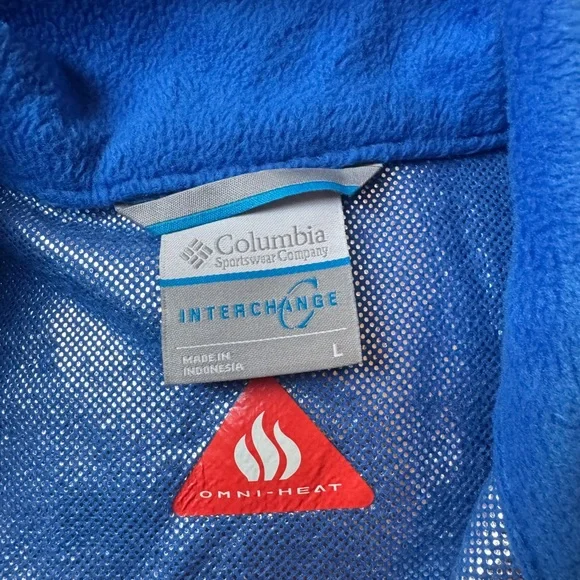 Columbia
Sportswear Company
INTERCHANGE
MADE IN
INDONESIA
L
OMNI-HEAT